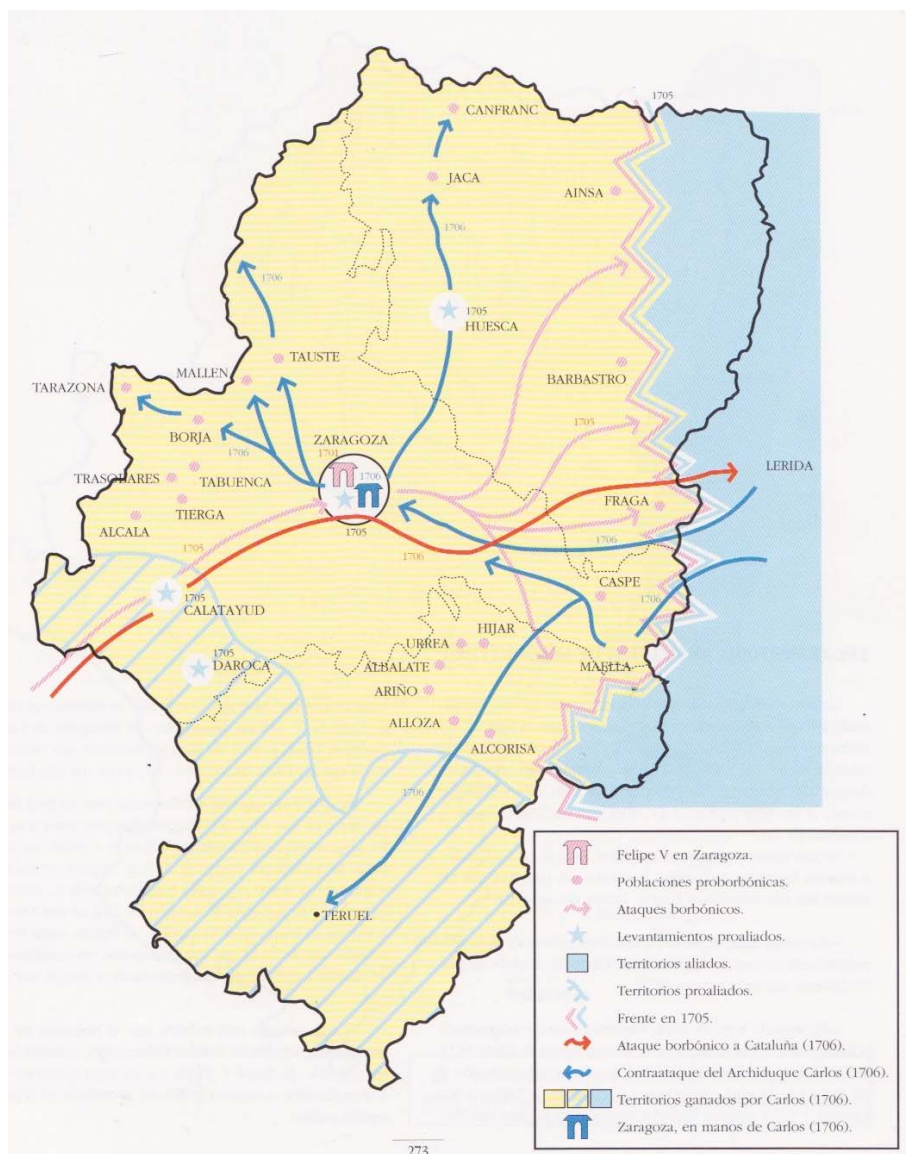 1705
CANFRANC
JACA
AINSA
1706
1706
1705
HUESCA
TAUSTE
MALLEN
BARBASTRO
TARAZONA
BORJA
1706
ZARAGOZA
1701
1706
1705
1705
LERIDA
TRASOBARES
TABUENCA
TIERGA
ALCALA
FRAGA
1706
1706
1705
1705
CALATAYUD
CASPE
1706
1705
DAROCA
URREA
HIJAR
ALBALATE
MAELLA
ARIÑO
ALLOZA
ALCORISA
1706
TERUEL
Felipe V en Zaragoza.
Poblaciones proborbónicas.
Ataques borbónicos.
Levantamientos proaliados.
Territorios aliados.
Territorios proaliados.
Frente en 1705.
Ataque borbónico a Cataluña (1706).
Contraataque del Archiduque Carlos (1706).
Territorios ganados por Carlos (1706).
Zaragoza, en manos de Carlos (1706).
273